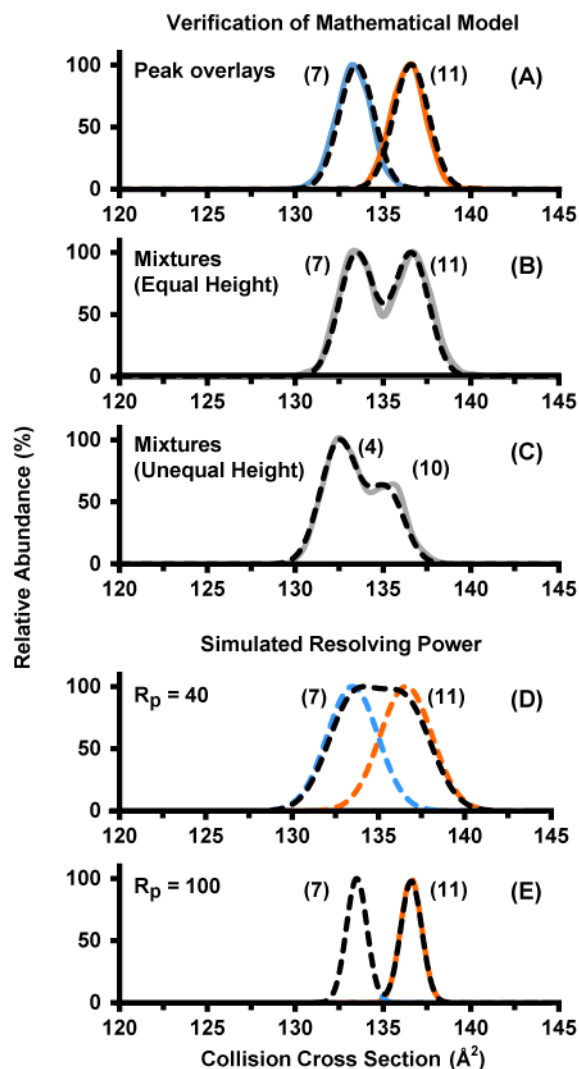 Verification of Mathematical Model
Relative Abundance (%)
Peak overlays (7) (11) (A)
100
50
0
120 125 130 135 140 145
Mixtures (Equal Height) (7) (11) (B)
100
50
0
120 125 130 135 140 145
Mixtures (Unequal Height) (4) (10) (C)
100
50
0
120 125 130 135 140 145
Simulated Resolving Power
Rp = 40 (7) (11) (D)
100
50
0
120 125 130 135 140 145
Rp = 100 (7) (11) (E)
100
50
0
120 125 130 135 140 145
Collision Cross Section (Å²)